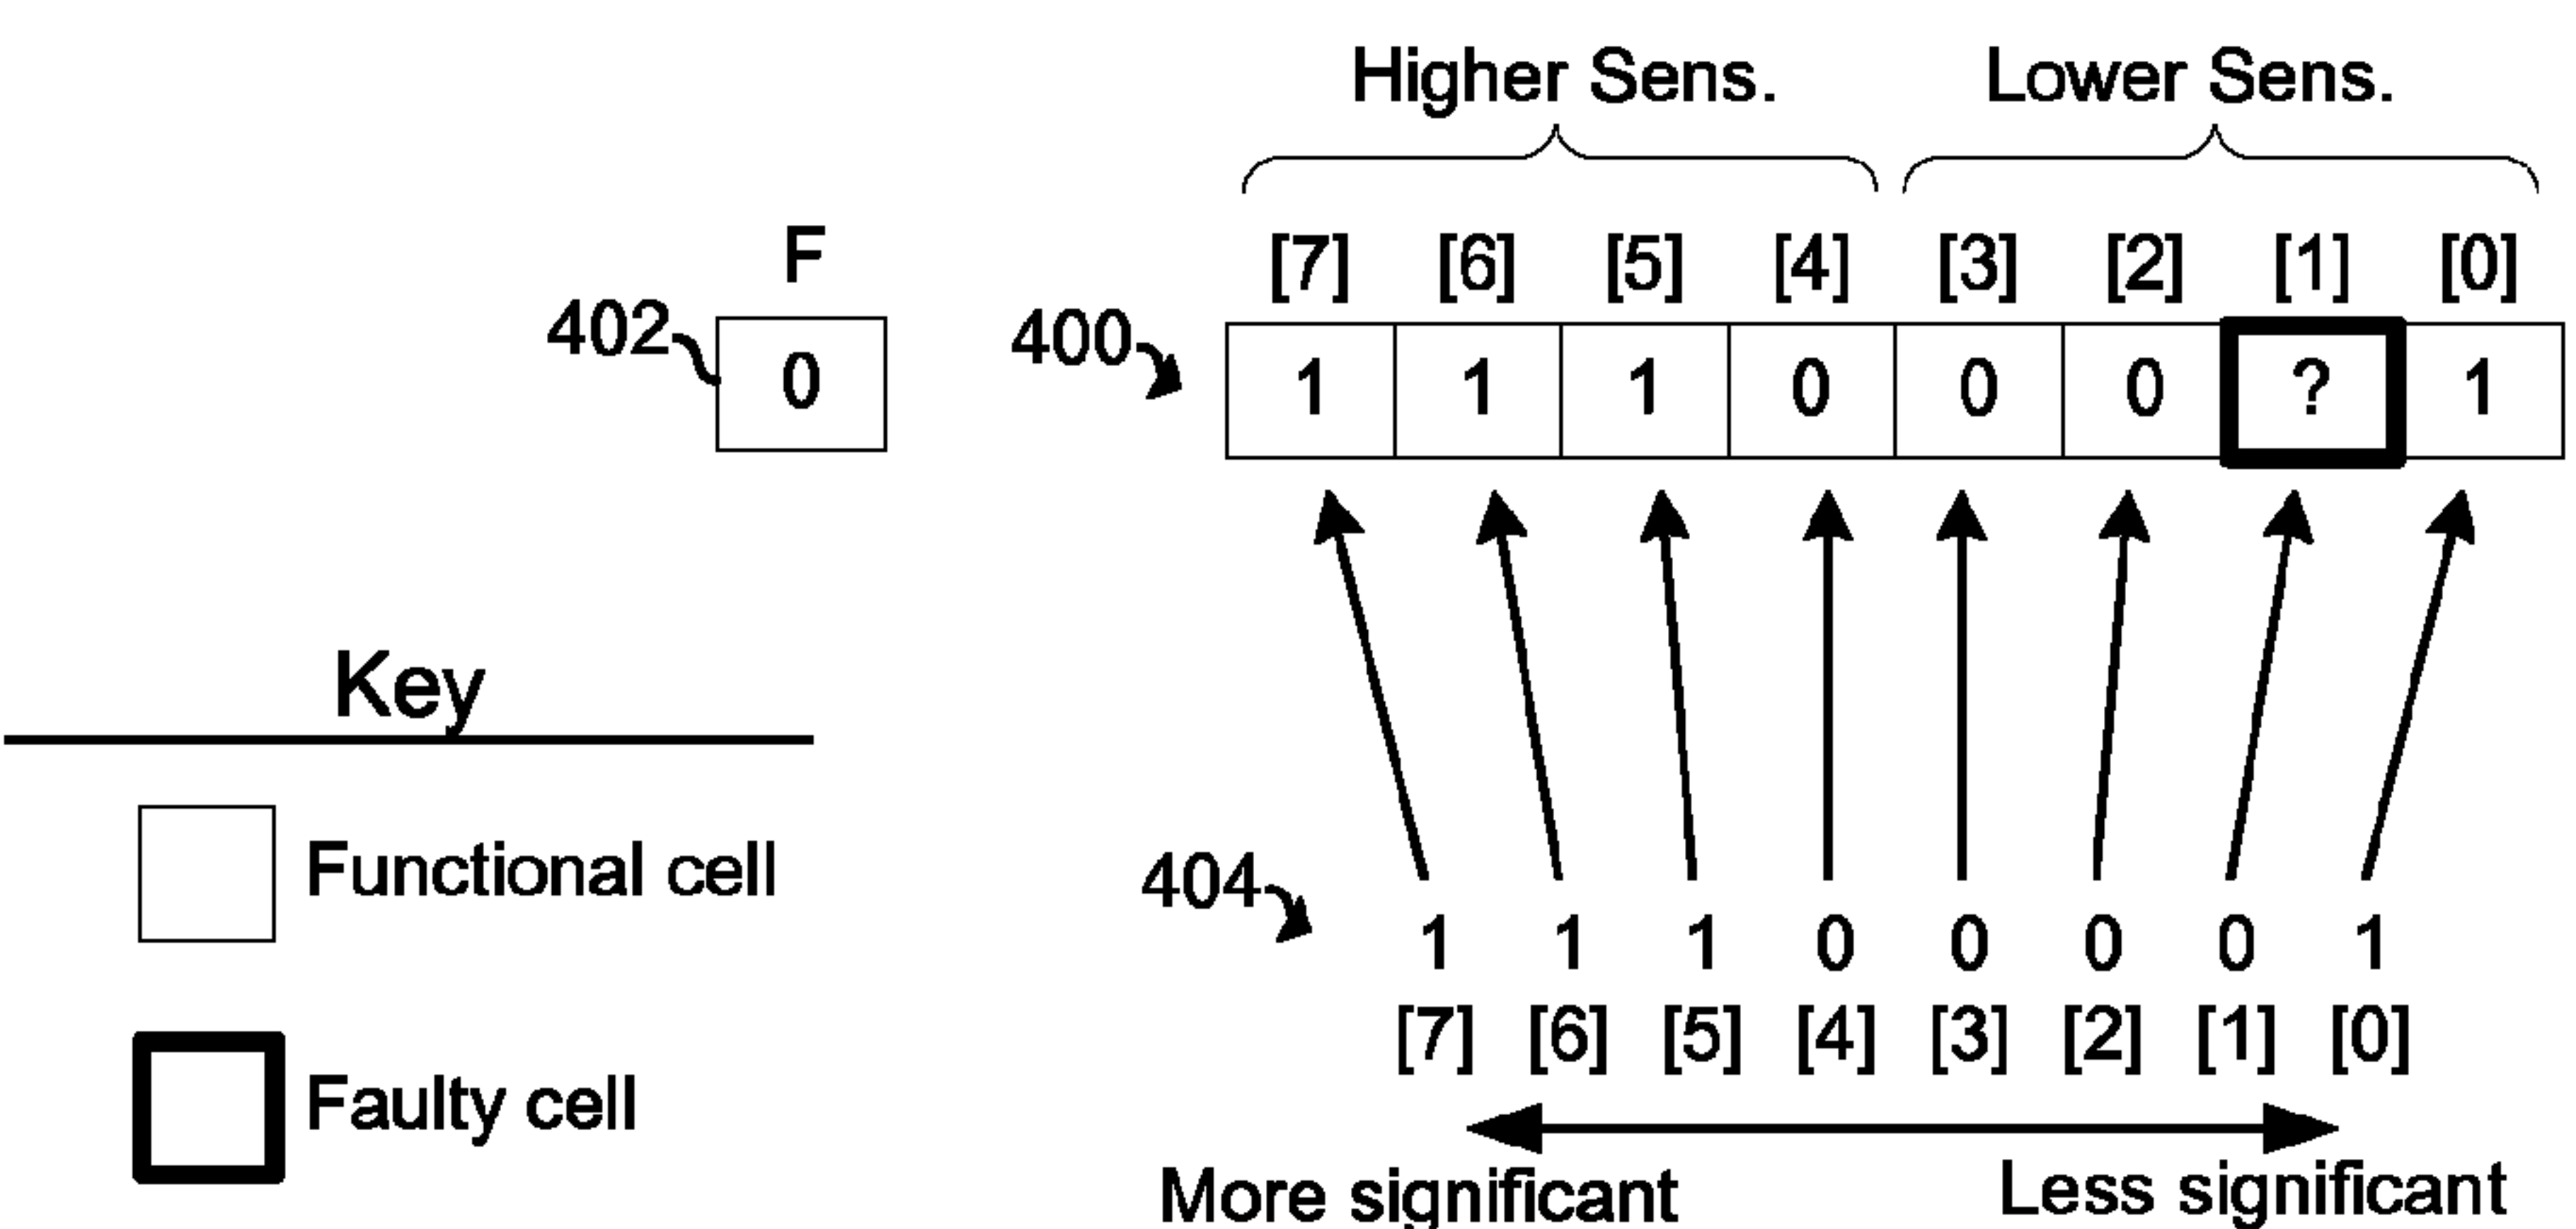 Higher Sens. Lower Sens.
F [7] [6] [5] [4] [3] [2] [1] [0]
402 0 400 1 1 1 0 0 0 ? 1
Key
Functional cell
404 1 1 1 0 0 0 0 1
[7] [6] [5] [4] [3] [2] [1] [0]
Faulty cell
More significant Less significant